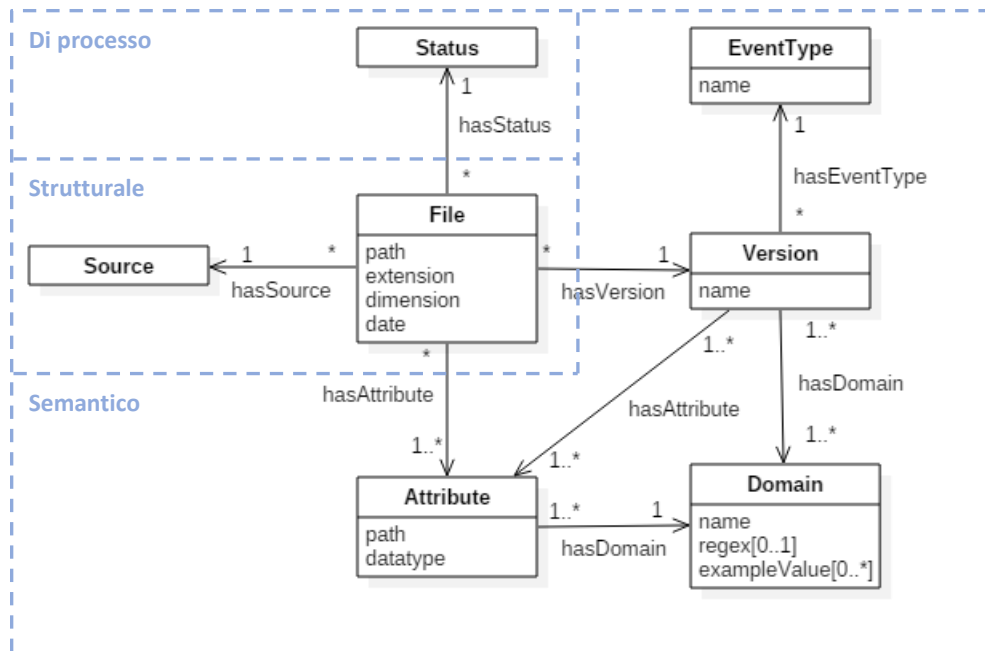 Di processo
Status
EventType
name
1
hasStatus
*
1
hasEventType
*
Strutturale
File
path
extension
dimension
date
Source
1
*
hasSource
*
1
hasVersion
Version
name
*
hasAttribute
1..*
1..*
hasAttribute
1..*
1..*
hasDomain
1..*
Semantico
Attribute
path
datatype
1..*
1
hasDomain
Domain
name
regex[0..1]
exampleValue[0..*]